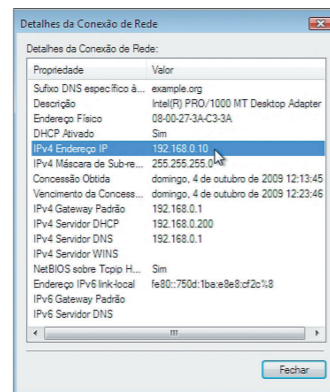 Detalhes da Conexão de Rede
Detalhes da Conexão de Rede:
Propriedade Valor
Sufixo DNS específico à... example.org
Descrição Intel(R) PRO/1000 MT Desktop Adapter
Endereço Físico 08-00-27-3A-C3-3A
DHCP Ativado Sim
IPv4 Endereço IP 192.168.0.10
IPv4 Máscara de Sub-re... 255.255.255.0
Concessão Obtida domingo, 4 de outubro de 2009 12:13:45
Vencimento da Concess... domingo, 4 de outubro de 2009 12:23:46
IPv4 Gateway Padrão 192.168.0.1
IPv4 Servidor DHCP 192.168.0.200
IPv4 Servidor DNS 192.168.0.1
IPv4 Servidor WINS
NetBIOS sobre Tcpip H... Sim
Endereço IPv6 link-local fe80::750d:1ba:e8e8:cf2c%8
IPv6 Gateway Padrão
IPv6 Servidor DNS
Fechar